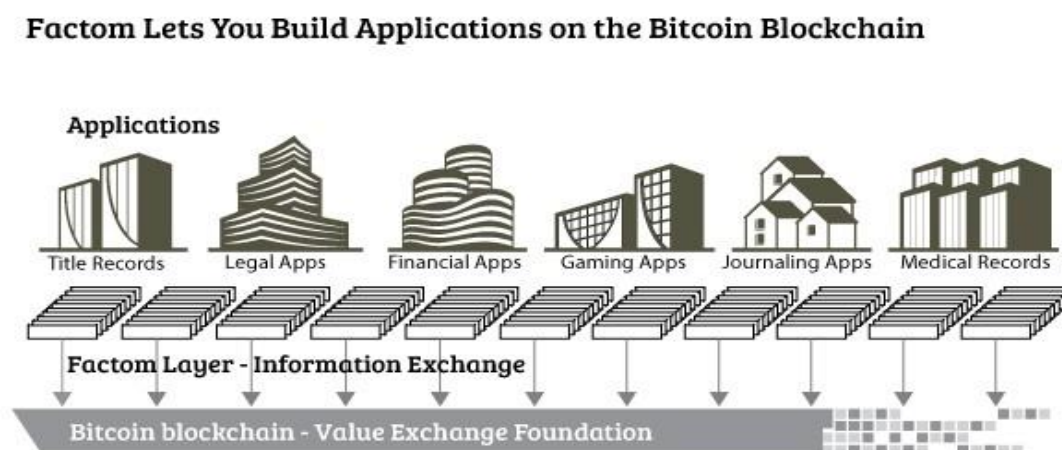 Factom Lets You Build Applications on the Bitcoin Blockchain
Applications
Title Records
Legal Apps
Financial Apps
Gaming Apps
Journaling Apps
Medical Records
Factom Layer - Information Exchange
Bitcoin blockchain - Value Exchange Foundation